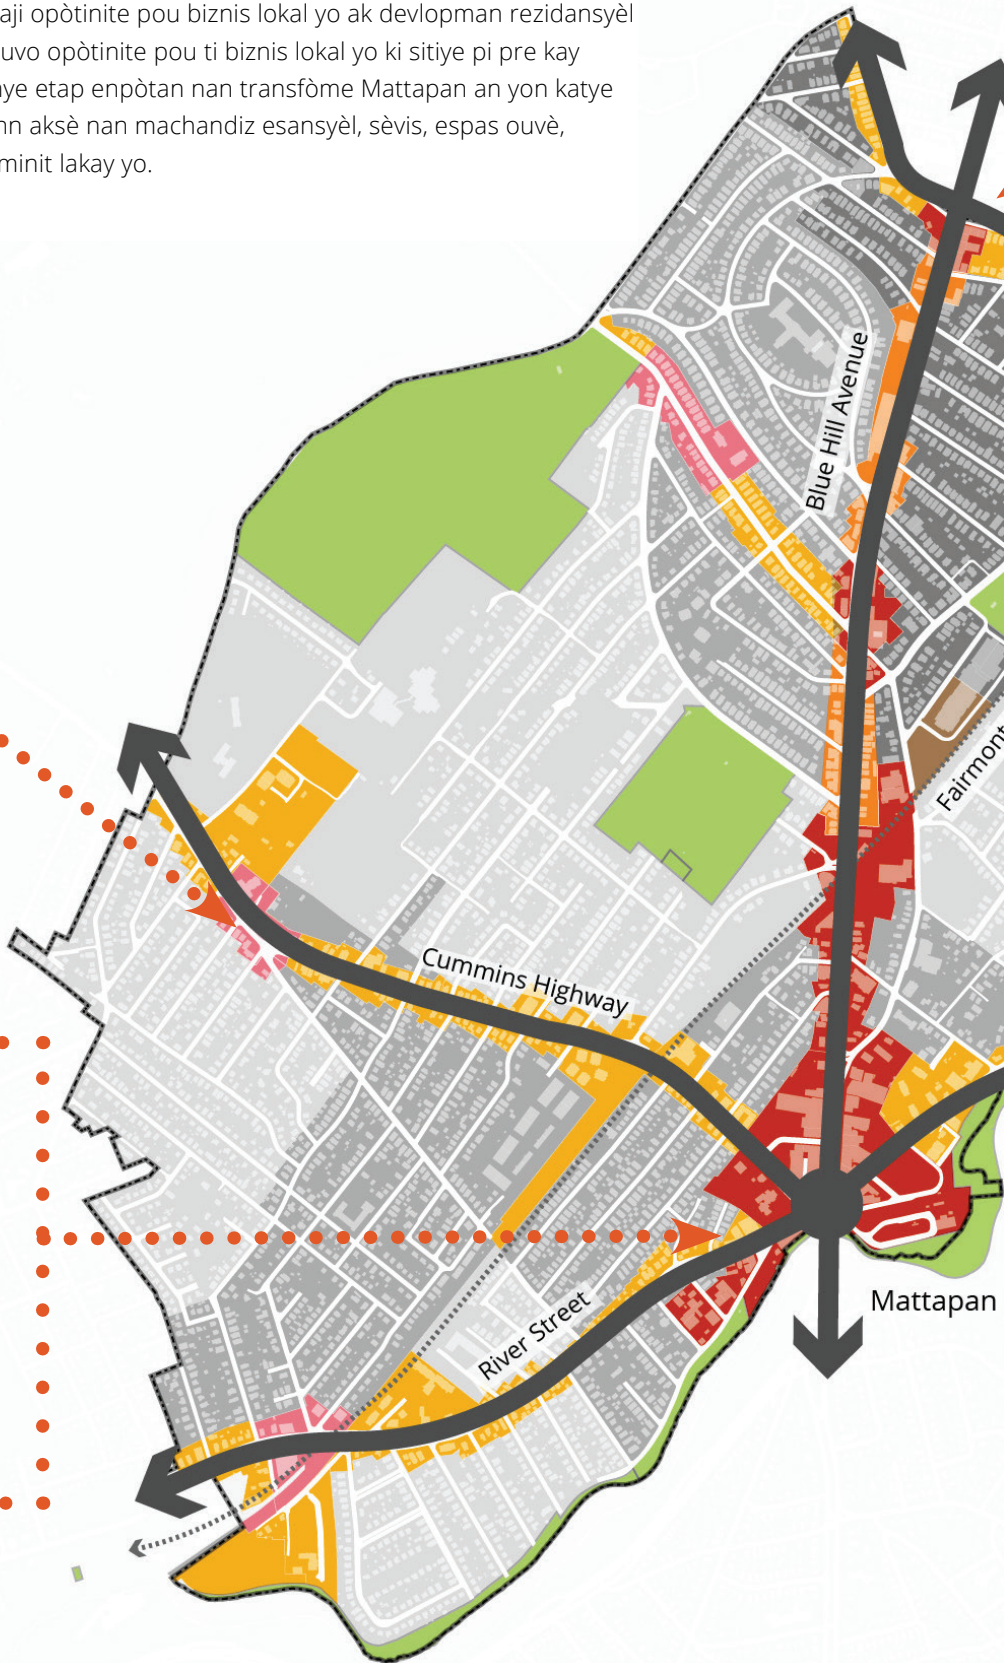 aji opòtinite pou biznis lokal yo ak devlopman rezidansyèl
uvo opòtinite pou ti biznis lokal yo ki sitiye pi pre kay
ye etap enpòtan nan transfòme Mattapan an yon katye
nn aksè nan machandiz esansyèl, sèvis, espas ouvè,
minit lakay yo.
Blue Hill Avenue
Fairmont
Cummins Highway
River Street
Mattapan